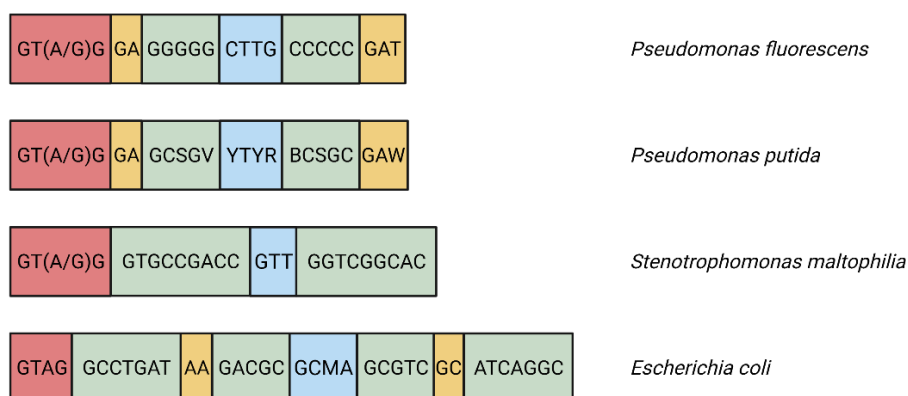 GT(A/G)G GA GGGGG CTTG CCCCC GAT Pseudomonas fluorescens
GT(A/G)G GA GCSGV YTYR BCSGC GAW Pseudomonas putida
GT(A/G)G GTGCCGACC GTT GGTCGGCAC Stenotrophomonas maltophilia
GTAG GCCTGAT AA GACGC GCMA GCGTC GC ATCAGGC Escherichia coli